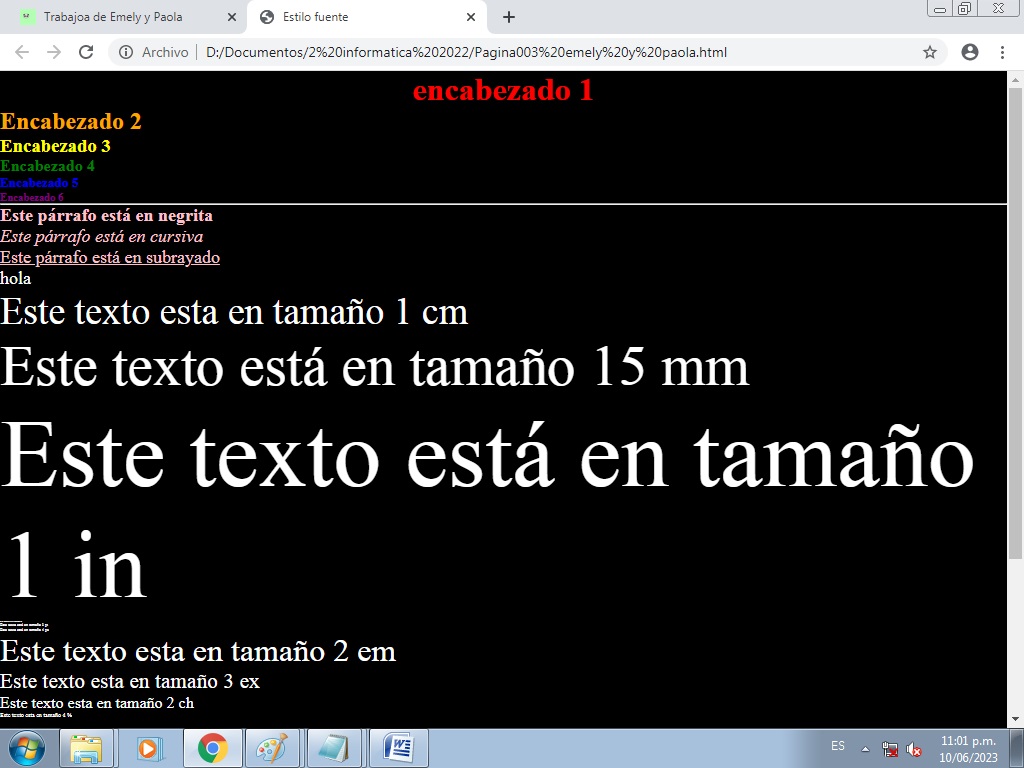 Trabajoa de Emely y Paola
Estilo fuente
Archivo
D:/Documentos/2%20informatica%202022/Pagina003%20emely%20y%20paola.html
encabezado 1
Encabezado 2
Encabezado 3
Encabezado 4
Encabezado 5
Encabezado 6
Este párrafo está en negrita
Este párrafo está en cursiva
Este párrafo está en subrayado
hola
Este texto esta en tamaño 1 cm
Este texto está en tamaño 15 mm
Este texto está en tamaño
1 in
Este texto esta en tamaño 2 em
Este texto esta en tamaño 3 ex
Este texto esta en tamaño 2 ch
Este texto esta en tamaño 4 %
ES
11:01 p.m.
10/06/2023